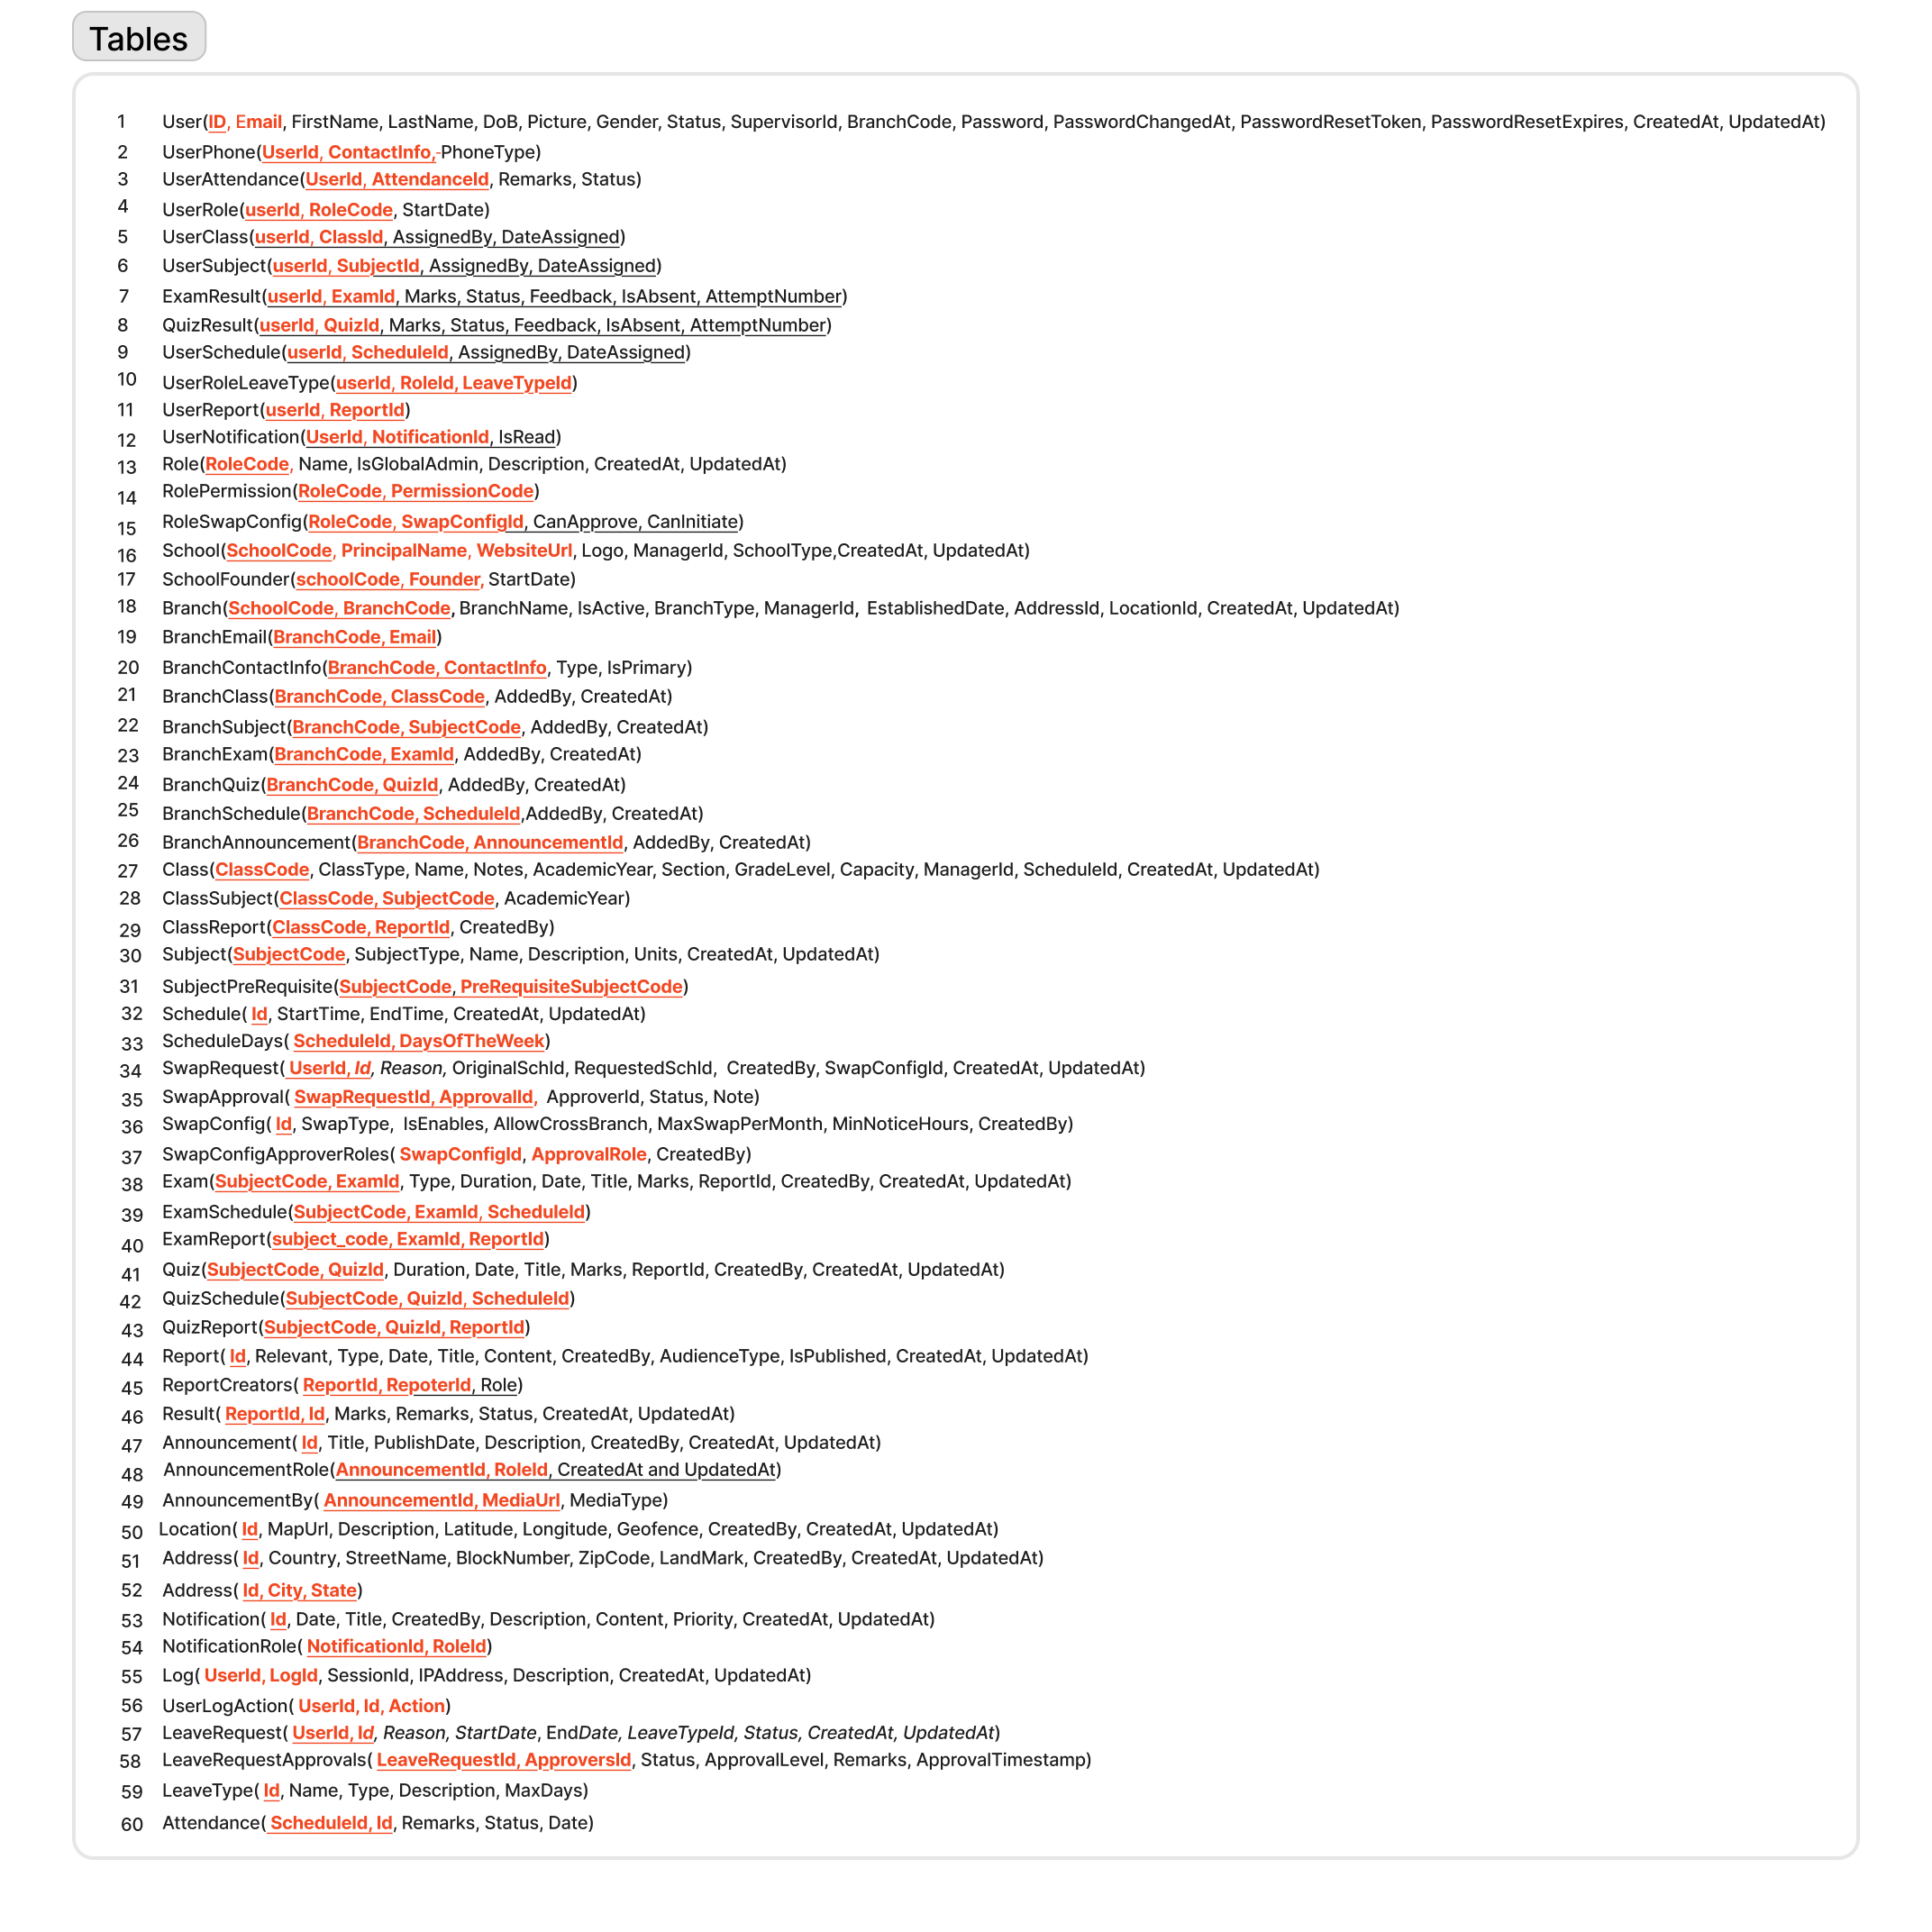 Tables
1 User(ID, Email, FirstName, LastName, DoB, Picture, Gender, Status, SupervisorId, BranchCode, Password, PasswordChangedAt, PasswordResetToken, PasswordResetExpires, CreatedAt, UpdatedAt)
2 UserPhone(UserId, ContactInfo, PhoneType)
3 UserAttendance(UserId, AttendanceId, Remarks, Status)
4 UserRole(userId, RoleCode, StartDate)
5 UserClass(userId, ClassId, AssignedBy, DateAssigned)
6 UserSubject(userId, SubjectId, AssignedBy, DateAssigned)
7 ExamResult(userId, ExamId, Marks, Status, Feedback, IsAbsent, AttemptNumber)
8 QuizResult(userId, QuizId, Marks, Status, Feedback, IsAbsent, AttemptNumber)
9 UserSchedule(userId, ScheduleId, AssignedBy, DateAssigned)
10 UserRoleLeaveType(userId, RoleId, LeaveTypeId)
11 UserReport(userId, ReportId)
12 UserNotification(UserId, NotificationId, IsRead)
13 Role(RoleCode, Name, IsGlobalAdmin, Description, CreatedAt, UpdatedAt)
14 RolePermission(RoleCode, PermissionCode)
15 RoleSwapConfig(RoleCode, SwapConfigId, CanApprove, CanInitiate)
16 School(SchoolCode, PrincipalName, WebsiteUrl, Logo, ManagerId, SchoolType,CreatedAt, UpdatedAt)
17 SchoolFounder(schoolCode, Founder, StartDate)
18 Branch(SchoolCode, BranchCode, BranchName, IsActive, BranchType, ManagerId, EstablishedDate, AddressId, LocationId, CreatedAt, UpdatedAt)
19 BranchEmail(BranchCode, Email)
20 BranchContactInfo(BranchCode, ContactInfo, Type, IsPrimary)
21 BranchClass(BranchCode, ClassCode, AddedBy, CreatedAt)
22 BranchSubject(BranchCode, SubjectCode, AddedBy, CreatedAt)
23 BranchExam(BranchCode, ExamId, AddedBy, CreatedAt)
24 BranchQuiz(BranchCode, QuizId, AddedBy, CreatedAt)
25 BranchSchedule(BranchCode, ScheduleId,AddedBy, CreatedAt)
26 BranchAnnouncement(BranchCode, AnnouncementId, AddedBy, CreatedAt)
27 Class(ClassCode, ClassType, Name, Notes, AcademicYear, Section, GradeLevel, Capacity, ManagerId, ScheduleId, CreatedAt, UpdatedAt)
28 ClassSubject(ClassCode, SubjectCode, AcademicYear)
29 ClassReport(ClassCode, ReportId, CreatedBy)
30 Subject(SubjectCode, SubjectType, Name, Description, Units, CreatedAt, UpdatedAt)
31 SubjectPreRequisite(SubjectCode, PreRequisiteSubjectCode)
32 Schedule( Id, StartTime, EndTime, CreatedAt, UpdatedAt)
33 ScheduleDays( ScheduleId, DaysOfTheWeek)
34 SwapRequest( UserId, Id, Reason, OriginalSchId, RequestedSchId, CreatedBy, SwapConfigId, CreatedAt, UpdatedAt)
35 SwapApproval( SwapRequestId, ApprovalId, ApproverId, Status, Note)
36 SwapConfig( Id, SwapType, IsEnables, AllowCrossBranch, MaxSwapPerMonth, MinNoticeHours, CreatedBy)
37 SwapConfigApproverRoles( SwapConfigId, ApprovalRole, CreatedBy)
38 Exam(SubjectCode, ExamId, Type, Duration, Date, Title, Marks, ReportId, CreatedBy, CreatedAt, UpdatedAt)
39 ExamSchedule(SubjectCode, ExamId, ScheduleId)
40 ExamReport(subject_code, ExamId, ReportId)
41 Quiz(SubjectCode, QuizId, Duration, Date, Title, Marks, ReportId, CreatedBy, CreatedAt, UpdatedAt)
42 QuizSchedule(SubjectCode, QuizId, ScheduleId)
43 QuizReport(SubjectCode, QuizId, ReportId)
44 Report( Id, Relevant, Type, Date, Title, Content, CreatedBy, AudienceType, IsPublished, CreatedAt, UpdatedAt)
45 ReportCreators( ReportId, RepoterId, Role)
46 Result( ReportId, Id, Marks, Remarks, Status, CreatedAt, UpdatedAt)
47 Announcement( Id, Title, PublishDate, Description, CreatedBy, CreatedAt, UpdatedAt)
48 AnnouncementRole(AnnouncementId, RoleId, CreatedAt and UpdatedAt)
49 AnnouncementBy( AnnouncementId, MediaUrl, MediaType)
50 Location( Id, MapUrl, Description, Latitude, Longitude, Geofence, CreatedBy, CreatedAt, UpdatedAt)
51 Address( Id, Country, StreetName, BlockNumber, ZipCode, LandMark, CreatedBy, CreatedAt, UpdatedAt)
52 Address( Id, City, State)
53 Notification( Id, Date, Title, CreatedBy, Description, Content, Priority, CreatedAt, UpdatedAt)
54 NotificationRole( NotificationId, RoleId)
55 Log( UserId, LogId, SessionId, IPAddress, Description, CreatedAt, UpdatedAt)
56 UserLogAction( UserId, Id, Action)
57 LeaveRequest( UserId, Id, Reason, StartDate, EndDate, LeaveTypeId, Status, CreatedAt, UpdatedAt)
58 LeaveRequestApprovals( LeaveRequestId, ApproversId, Status, ApprovalLevel, Remarks, ApprovalTimestamp)
59 LeaveType( Id, Name, Type, Description, MaxDays)
60 Attendance( ScheduleId, Id, Remarks, Status, Date)